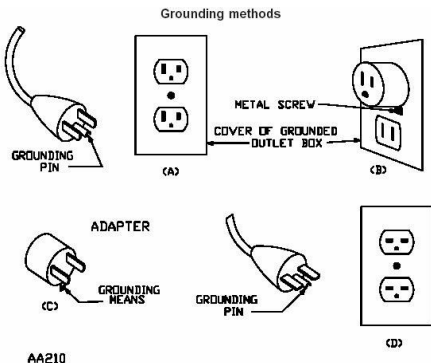 Grounding methods
METAL SCREW
COVER OF GROUNDED
OUTLET BOX
GROUNDING
PIN
(A)
(B)
ADAPTER
GROUNDING
MEANS
(C)
GROUNDING
PIN
(D)
AA210